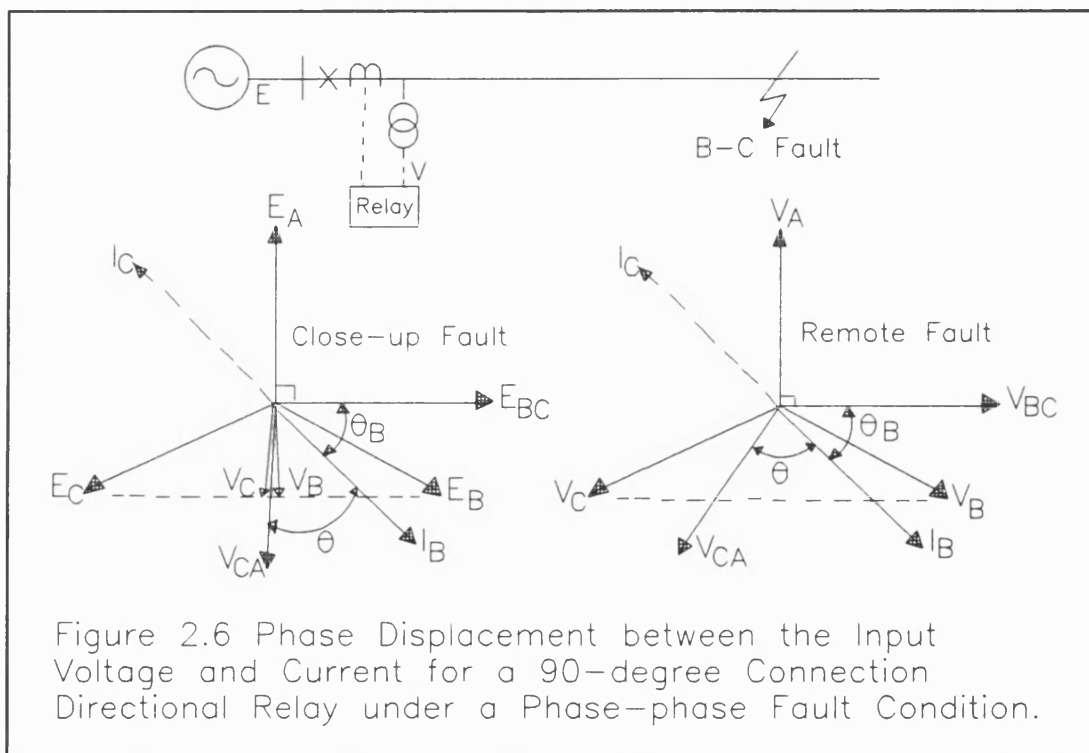 E
V
B-C Fault
Relay
E_A
I_C
Close-up Fault
E_BC
θ_B
E_C
V_C
V_B
E_B
θ
V_CA
I_B
V_A
I_C
Remote Fault
V_BC
θ_B
θ
V_C
V_B
V_CA
I_B
Figure 2.6 Phase Displacement between the Input
Voltage and Current for a 90-degree Connection
Directional Relay under a Phase-phase Fault Condition.